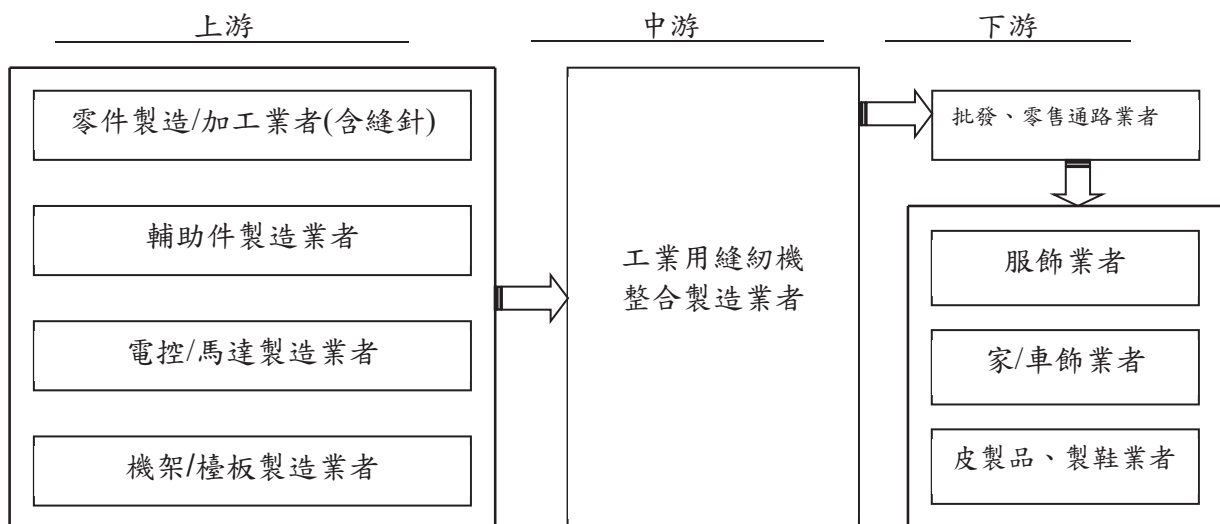 上游
中游
下游
零件製造/加工業者(含縫針)
輔助件製造業者
電控/馬達製造業者
機架/檯板製造業者
工業用縫紉機
整合製造業者
批發、零售通路業者
服飾業者
家/車飾業者
皮製品、製鞋業者